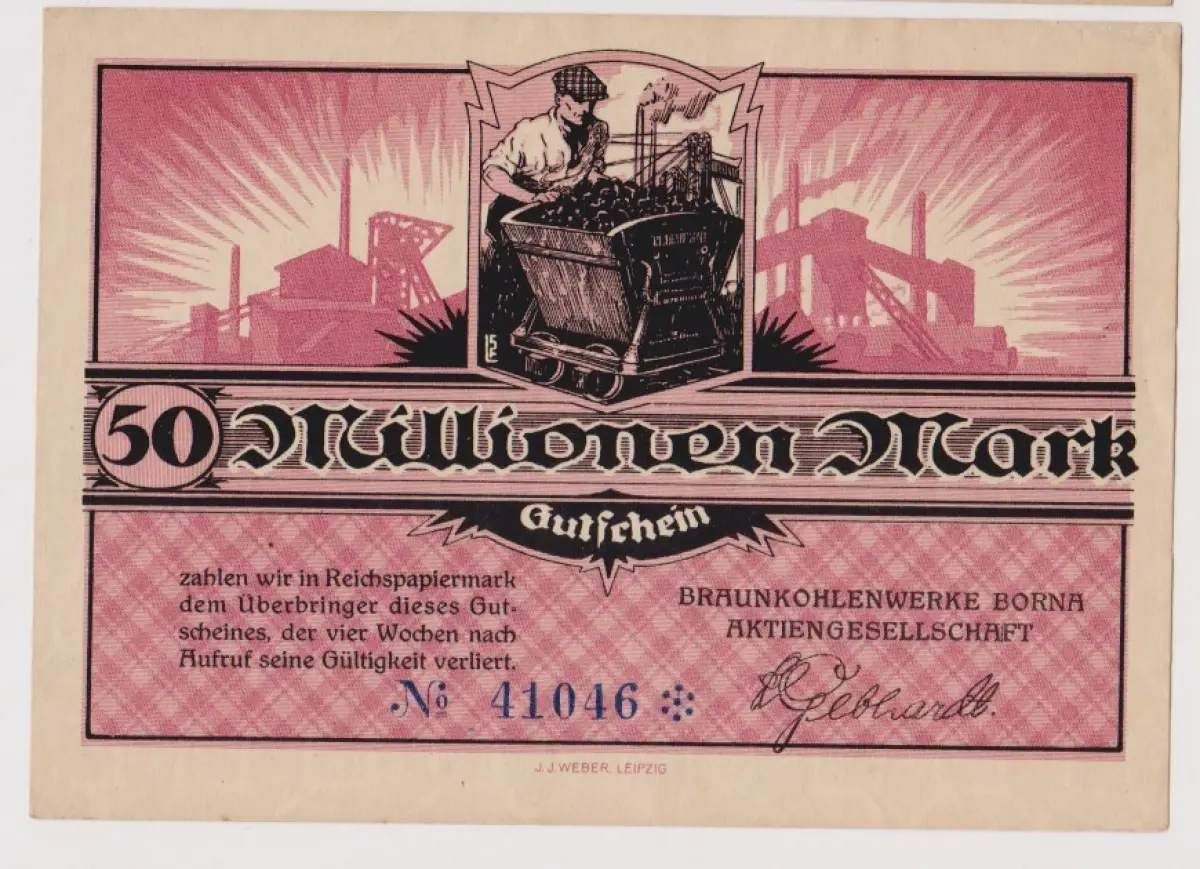 50 Millionen Mark
Gutschein
zahlen wir in Reichspapiermark
dem Überbringer dieses Gut-
scheines, der vier Wochen nach
Aufruf seine Gültigkeit verliert.
BRAUNKOHLENWERKE BORNA
AKTIENGESELLSCHAFT
Gebhardt.
No 41046
J. J. WEBER, LEIPZIG